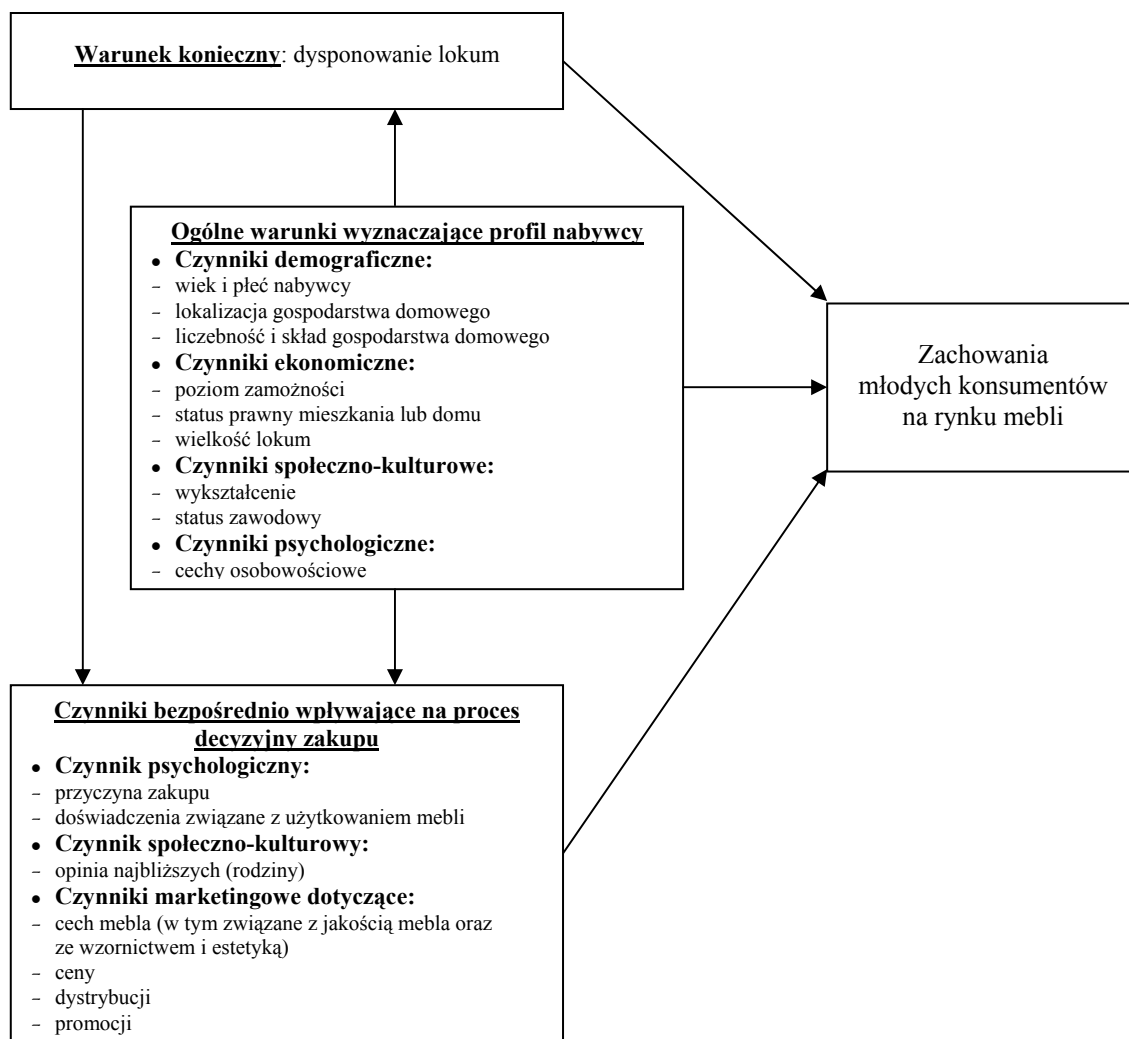 Warunek konieczny: dysponowanie lokum
Ogólne warunki wyznaczające profil nabywcy
• Czynniki demograficzne:
- wiek i płeć nabywcy
- lokalizacja gospodarstwa domowego
- liczebność i skład gospodarstwa domowego
• Czynniki ekonomiczne:
- poziom zamożności
- status prawny mieszkania lub domu
- wielkość lokum
• Czynniki społeczno-kulturowe:
- wykształcenie
- status zawodowy
• Czynniki psychologiczne:
- cechy osobowościowe
Zachowania
młodych konsumentów
na rynku mebli
Czynniki bezpośrednio wpływające na proces
decyzyjny zakupu
• Czynnik psychologiczny:
- przyczyna zakupu
- doświadczenia związane z użytkowaniem mebli
• Czynnik społeczno-kulturowy:
- opinia najbliższych (rodziny)
• Czynniki marketingowe dotyczące:
- cech mebla (w tym związane z jakością mebla oraz
ze wzornictwem i estetyką)
- ceny
- dystrybucji
- promocji